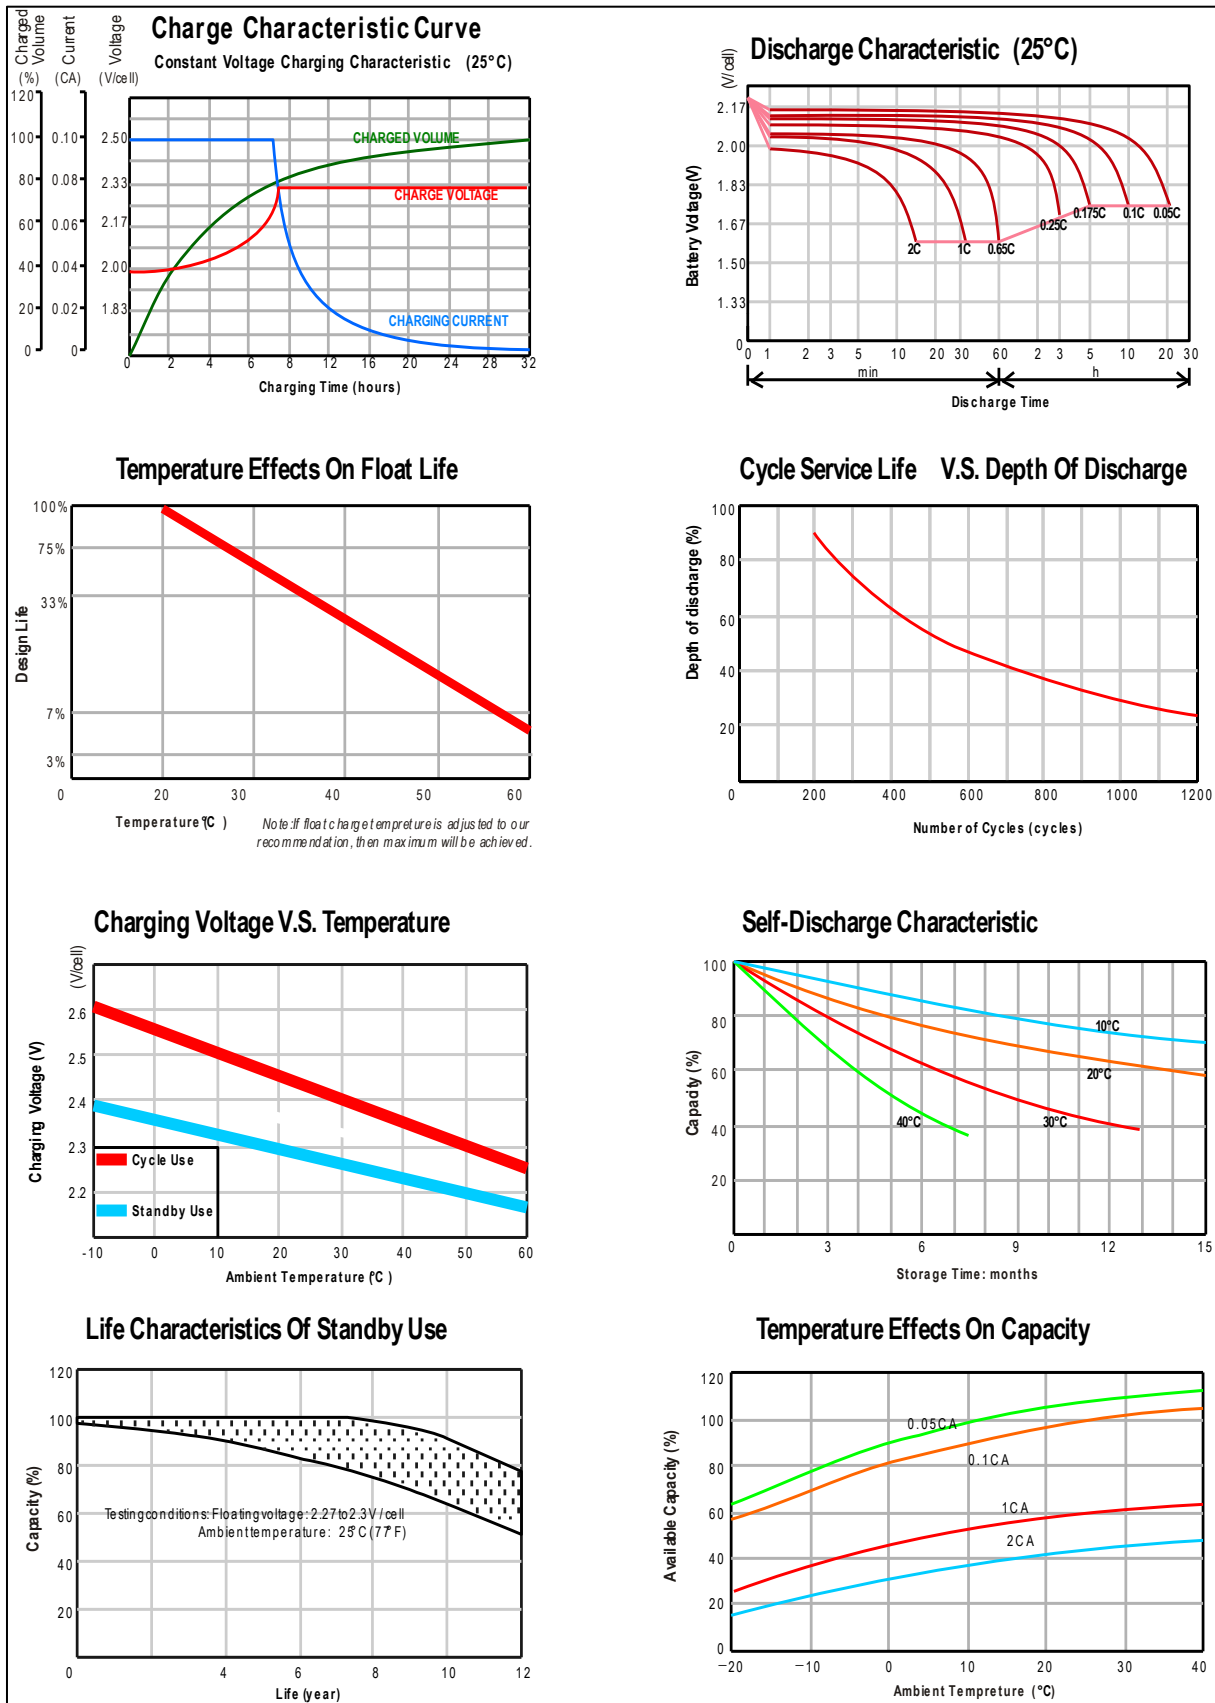 Charge Characteristic Curve
Constant Voltage Charging Characteristic (25°C)
Charged Volume
Current
Voltage
(%) (CA) (V/cell)
120
100 0.10 2.50
80 0.08 2.33
60 0.06 2.17
40 0.04 2.00
20 0.02 1.83
0 0
CHARGED VOLUME
CHARGE VOLTAGE
CHARGING CURRENT
0 2 4 6 8 12 16 20 24 28 32
Charging Time (hours)
Discharge Characteristic (25°C)
(V/cell)
Battery Voltage(V)
2.17
2.00
1.83
1.67
1.50
1.33
0
2C 1C 0.65C 0.25C 0.175C 0.1C 0.05C
0 1 2 3 5 10 20 30 60 2 3 5 10 20 30
min h
Discharge Time
Temperature Effects On Float Life
Design Life
100%
75%
33%
7%
3%
0 20 30 40 50 60
Temperature(°C )
Note:If float charge tempreture is adjusted to our
recommendation, then maximum will be achieved.
Cycle Service Life V.S. Depth Of Discharge
Depth of discharge (%)
100
80
60
40
20
0 200 400 600 800 1000 1200
Number of Cycles (cycles)
Charging Voltage V.S. Temperature
(V/cell)
Charging Voltage (V)
2.6
2.5
2.4
2.3
2.2
Cycle Use
Standby Use
-10 0 10 20 30 40 50 60
Ambient Temperature (°C )
Self-Discharge Characteristic
Capacity (%)
100
80
60
40
20
10°C
20°C
30°C
40°C
0 3 6 9 12 15
Storage Time: months
Life Characteristics Of Standby Use
Capacity (%)
120
100
80
60
40
20
0 4 6 8 10 12
Testing conditions: Floating voltage: 2.27 to 2.3V / cell
Ambient temperature: 25°C (77°F)
Life (year)
Temperature Effects On Capacity
Available Capacity (%)
120
100
80
60
40
20
0
0.05CA
0.1CA
1CA
2CA
−20 −10 0 10 20 30 40
Ambient Tempreture (°C)